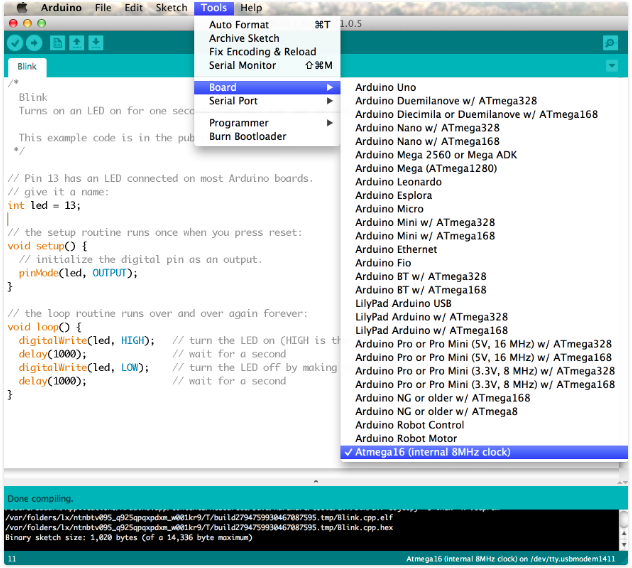 Arduino File Edit Sketch Tools Help
1.0.5
Blink
Auto Format ⌘T
Archive Sketch
Fix Encoding & Reload
Serial Monitor ⇧⌘M
Board
Serial Port
Programmer
Burn Bootloader
Arduino Uno
Arduino Duemilanove w/ ATmega328
Arduino Diecimila or Duemilanove w/ ATmega168
Arduino Nano w/ ATmega328
Arduino Nano w/ ATmega168
Arduino Mega 2560 or Mega ADK
Arduino Mega (ATmega1280)
Arduino Leonardo
Arduino Esplora
Arduino Micro
Arduino Mini w/ ATmega328
Arduino Mini w/ ATmega168
Arduino Ethernet
Arduino Fio
Arduino BT w/ ATmega328
Arduino BT w/ ATmega168
LilyPad Arduino USB
LilyPad Arduino w/ ATmega328
LilyPad Arduino w/ ATmega168
Arduino Pro or Pro Mini (5V, 16 MHz) w/ ATmega328
Arduino Pro or Pro Mini (5V, 16 MHz) w/ ATmega168
Arduino Pro or Pro Mini (3.3V, 8 MHz) w/ ATmega328
Arduino Pro or Pro Mini (3.3V, 8 MHz) w/ ATmega168
Arduino NG or older w/ ATmega168
Arduino NG or older w/ ATmega8
Arduino Robot Control
Arduino Robot Motor
✓ Atmega16 (internal 8MHz clock)
/*
Blink
Turns on an LED on for one seco
This example code is in the pub
*/
// Pin 13 has an LED connected on most Arduino boards.
// give it a name:
int led = 13;
// the setup routine runs once when you press reset:
void setup() {
// initialize the digital pin as an output.
pinMode(led, OUTPUT);
}
// the loop routine runs over and over again forever:
void loop() {
digitalWrite(led, HIGH); // turn the LED on (HIGH is th
delay(1000); // wait for a second
digitalWrite(led, LOW); // turn the LED off by making
delay(1000); // wait for a second
}
Done compiling.
/var/folders/lx/ntnbtv095_q925qpqxpdxm_w001kr9/T/build2794759930467087595.tmp/Blink.cpp.elf
/var/folders/lx/ntnbtv095_q925qpqxpdxm_w001kr9/T/build2794759930467087595.tmp/Blink.cpp.hex
Binary sketch size: 1,020 bytes (of a 14,336 byte maximum)
11
Atmega16 (internal 8MHz clock) on /dev/tty.usbmodem1411